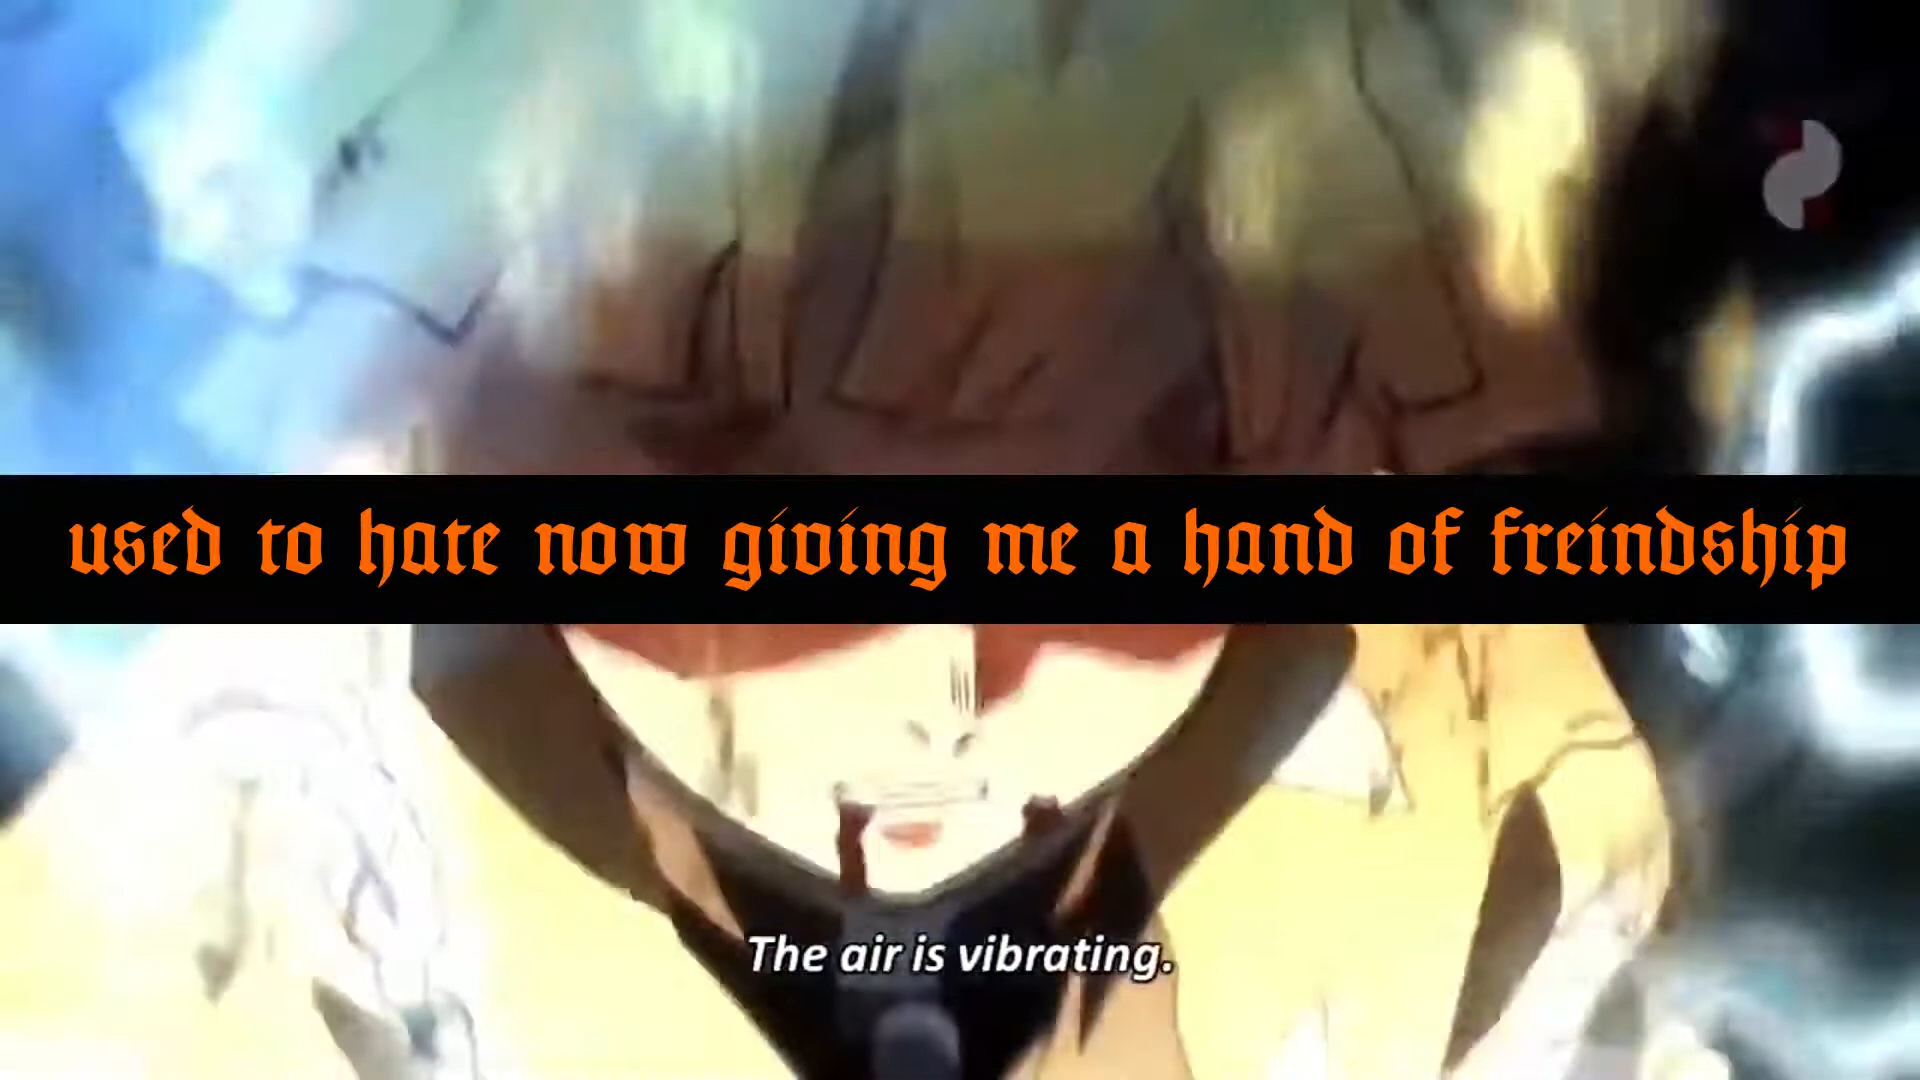 used to hate now giving me a hand of freindship
The air is vibrating.